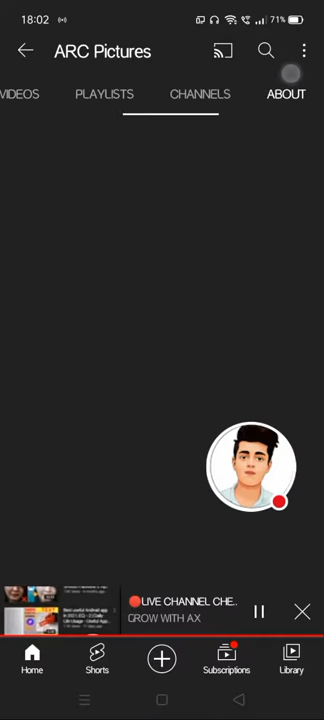 18:02
71%
ARC Pictures
VIDEOS
PLAYLISTS
CHANNELS
ABOUT
TEXT
LIVE CHANNEL CHE..
GROW WITH AX
Home
Shorts
Subscriptions
Library